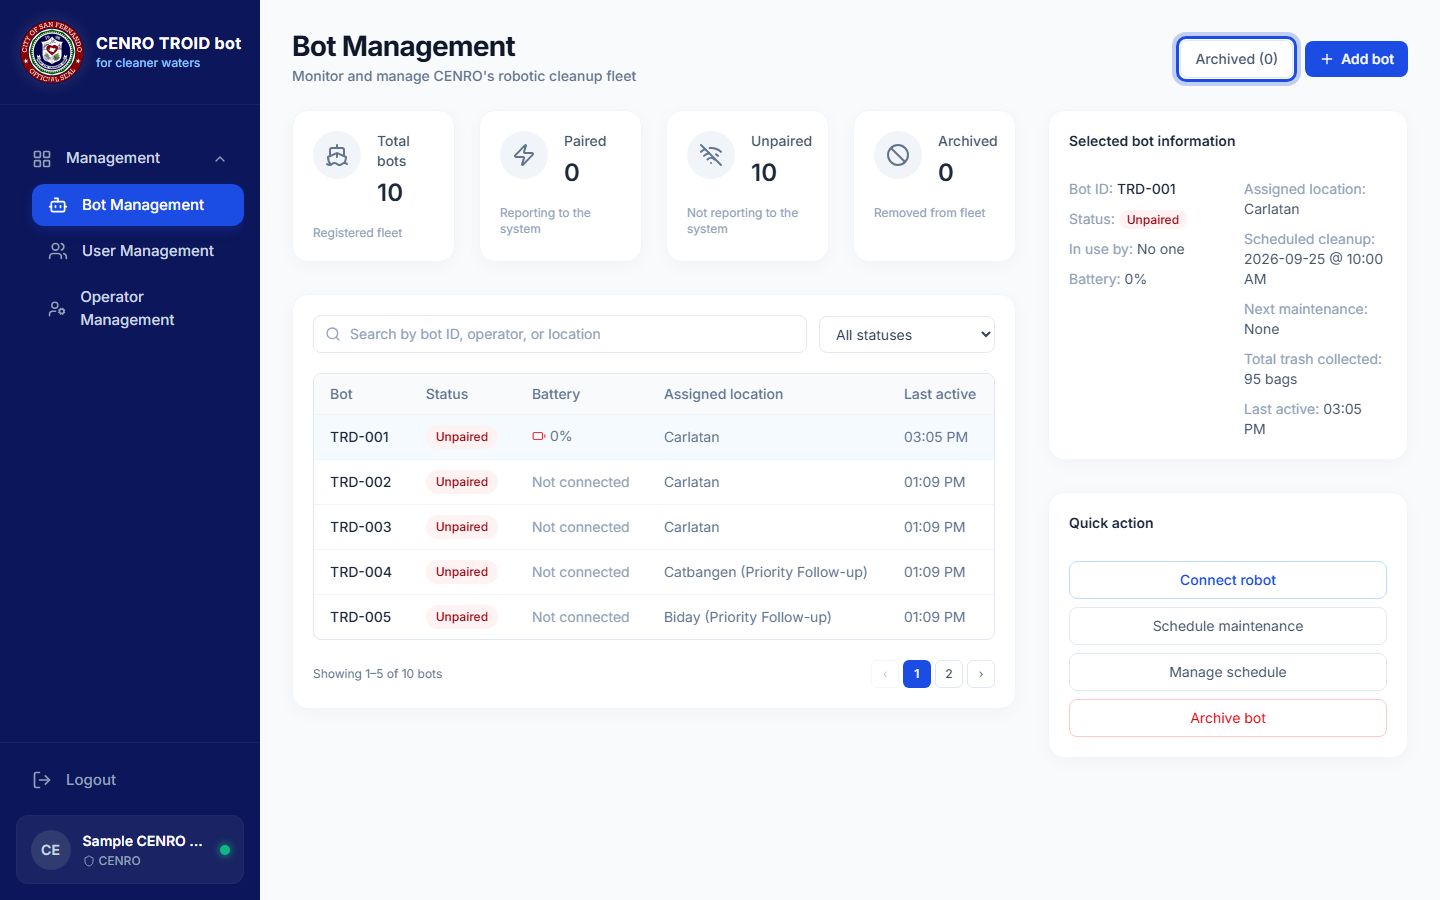 CITY OF SAN FERNANDO
OFFICIAL SEAL
CENRO TROID bot
for cleaner waters
Management
Bot Management
User Management
Operator
Management
Logout
CE
Sample CENRO ...
CENRO
Bot Management
Monitor and manage CENRO's robotic cleanup fleet
Archived (0)
+ Add bot
Total
bots
10
Registered fleet
Paired
0
Reporting to the
system
Unpaired
10
Not reporting to the
system
Archived
0
Removed from fleet
Search by bot ID, operator, or location
All statuses
Bot Status Battery Assigned location Last active
TRD-001 Unpaired 0% Carlatan 03:05 PM
TRD-002 Unpaired Not connected Carlatan 01:09 PM
TRD-003 Unpaired Not connected Carlatan 01:09 PM
TRD-004 Unpaired Not connected Catbangen (Priority Follow-up) 01:09 PM
TRD-005 Unpaired Not connected Biday (Priority Follow-up) 01:09 PM
Showing 1–5 of 10 bots
‹ 1 2 ›
Selected bot information
Bot ID: TRD-001
Status: Unpaired
In use by: No one
Battery: 0%
Assigned location:
Carlatan
Scheduled cleanup:
2026-09-25 @ 10:00
AM
Next maintenance:
None
Total trash collected:
95 bags
Last active: 03:05
PM
Quick action
Connect robot
Schedule maintenance
Manage schedule
Archive bot